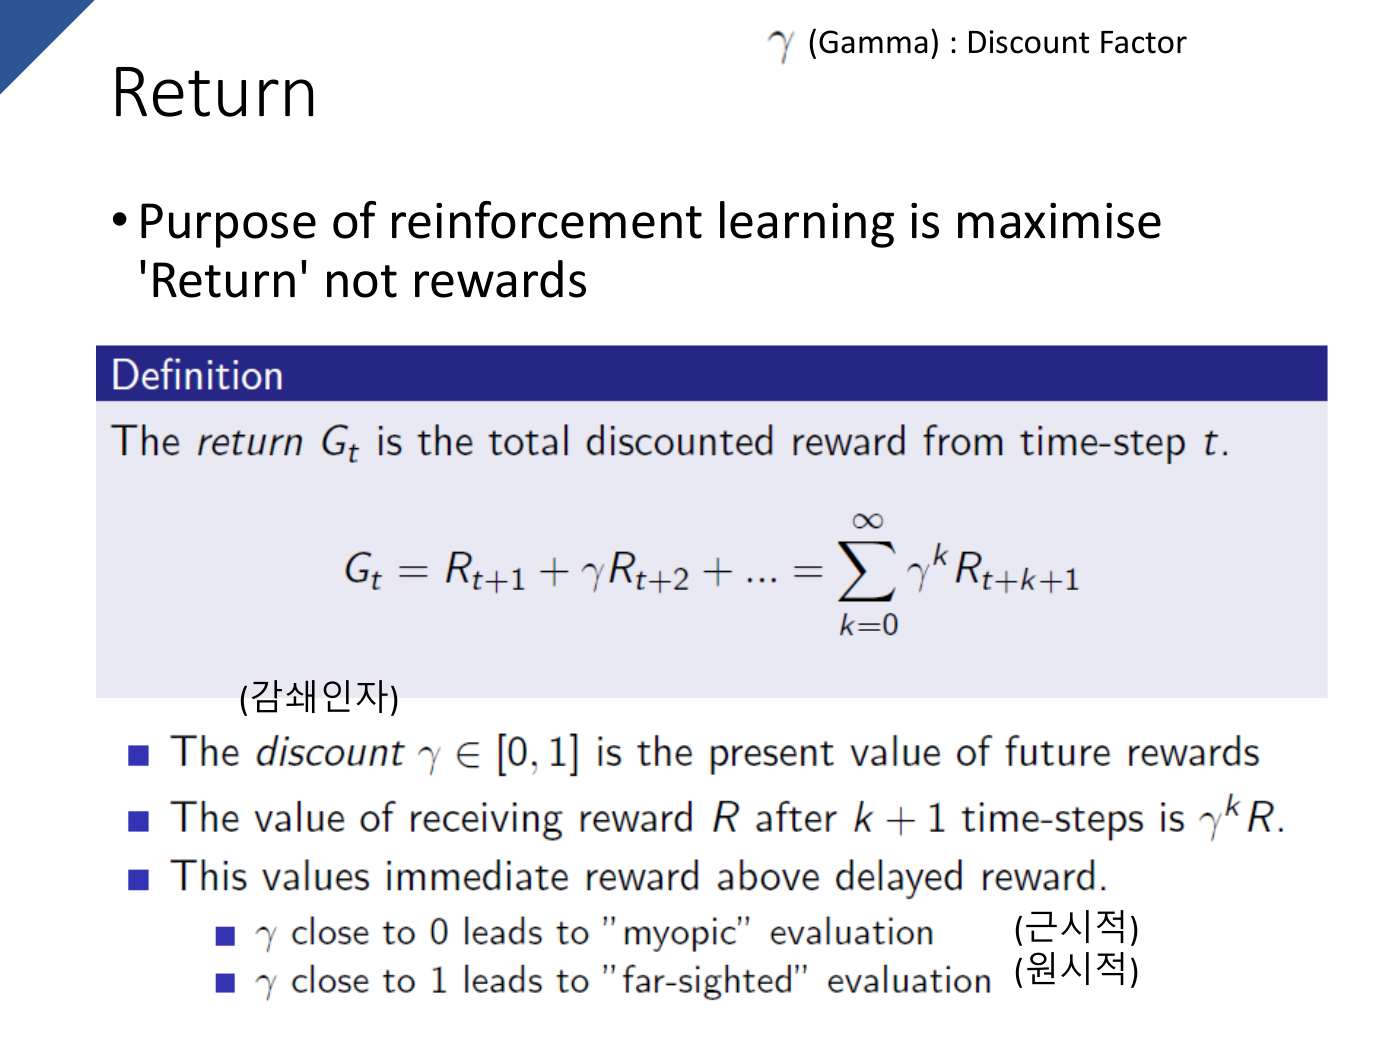 γ (Gamma) : Discount Factor
Return
• Purpose of reinforcement learning is maximise
'Return' not rewards
Definition
The return G_t is the total discounted reward from time-step t.
G_t = R_{t+1} + γR_{t+2} + ... = \sum_{k=0}^{∞} γ^k R_{t+k+1}
(감쇄인자)
■ The discount γ ∈ [0, 1] is the present value of future rewards
■ The value of receiving reward R after k + 1 time-steps is γ^k R.
■ This values immediate reward above delayed reward.
■ γ close to 0 leads to "myopic" evaluation (근시적)
■ γ close to 1 leads to "far-sighted" evaluation (원시적)